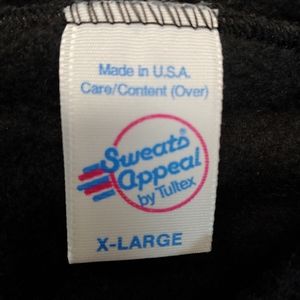 Made in U.S.A.
Care/Content (Over)
Sweats
Appeal
by Tultex
X-LARGE